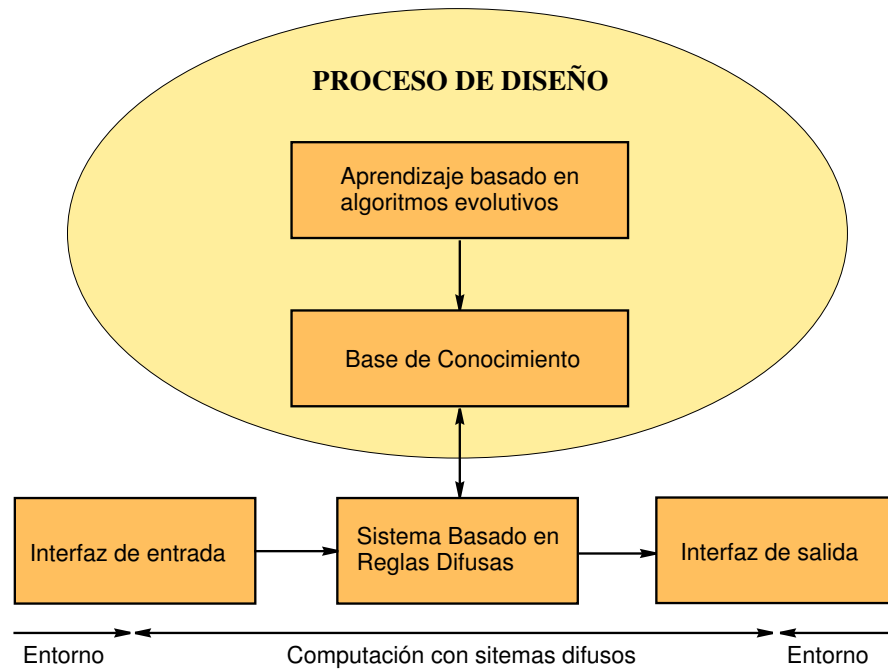 PROCESO DE DISEÑO
Aprendizaje basado en
algoritmos evolutivos
Base de Conocimiento
Interfaz de entrada
Sistema Basado en
Reglas Difusas
Interfaz de salida
Entorno
Computación con sitemas difusos
Entorno